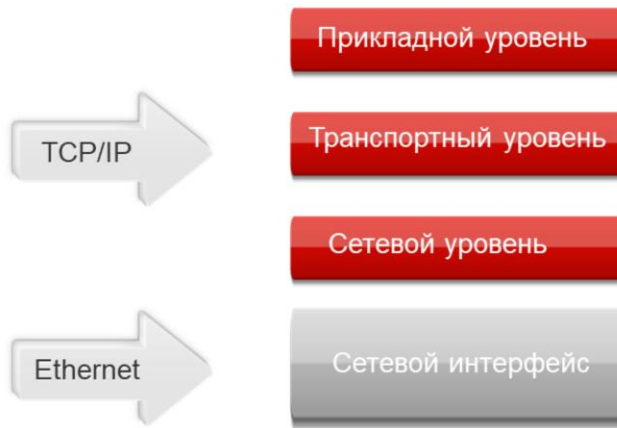 Прикладной уровень
TCP/IP
Транспортный уровень
Сетевой уровень
Ethernet
Сетевой интерфейс